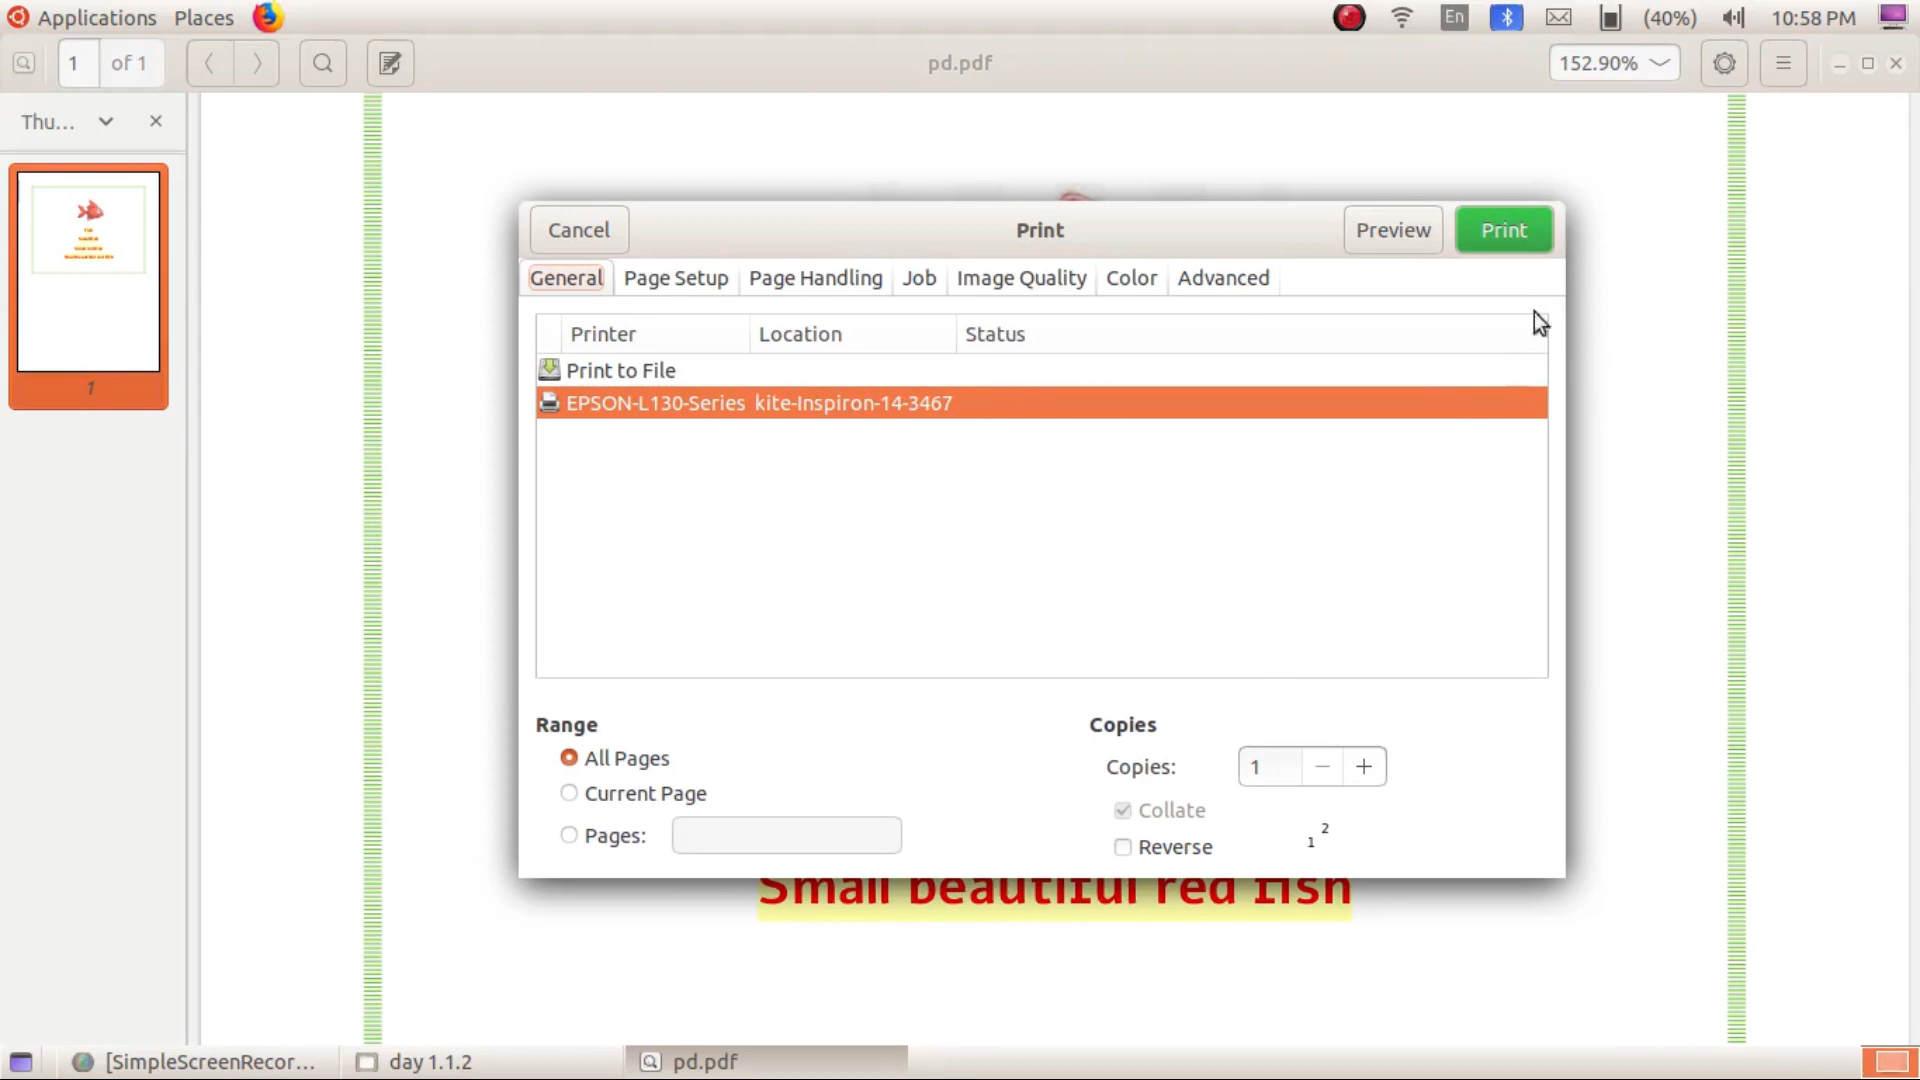 Applications Places En (40%) 10:58 PM
1 of 1 pd.pdf 152.90%
Thu...
1
Cancel Print Preview Print
General Page Setup Page Handling Job Image Quality Color Advanced
Printer Location Status
Print to File
EPSON-L130-Series kite-Inspiron-14-3467
Range Copies
All Pages
Copies: 1
Current Page
Collate
Pages:
Reverse
1 2
Small beautiful red fish
[SimpleScreenRecor... day 1.1.2 pd.pdf